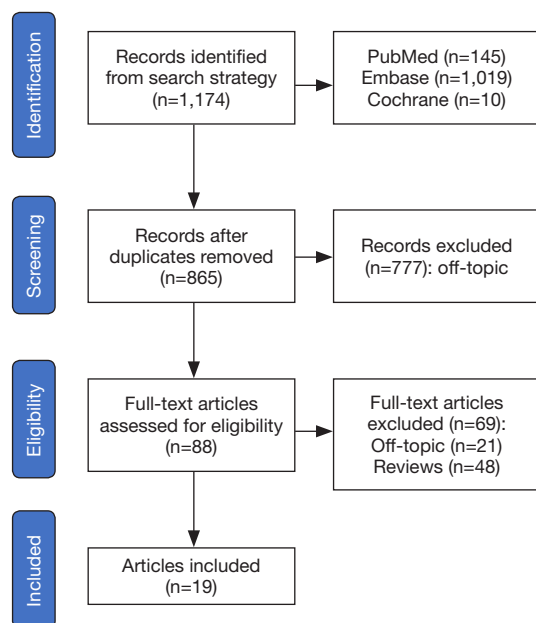 Identification
Records identified
from search strategy
(n=1,174)
PubMed (n=145)
Embase (n=1,019)
Cochrane (n=10)
Screening
Records after
duplicates removed
(n=865)
Records excluded
(n=777): off-topic
Eligibility
Full-text articles
assessed for eligibility
(n=88)
Full-text articles
excluded (n=69):
Off-topic (n=21)
Reviews (n=48)
Included
Articles included
(n=19)